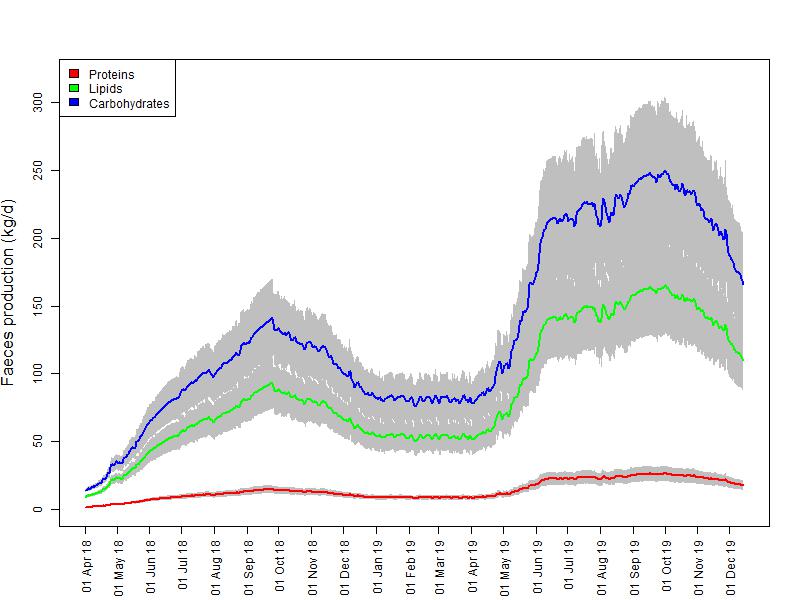 Proteins
Lipids
Carbohydrates
Faeces production (kg/d)
300
250
200
150
100
50
0
01 Apr 18
01 May 18
01 Jun 18
01 Jul 18
01 Aug 18
01 Sep 18
01 Oct 18
01 Nov 18
01 Dec 18
01 Jan 19
01 Feb 19
01 Mar 19
01 Apr 19
01 May 19
01 Jun 19
01 Jul 19
01 Aug 19
01 Sep 19
01 Oct 19
01 Nov 19
01 Dec 19